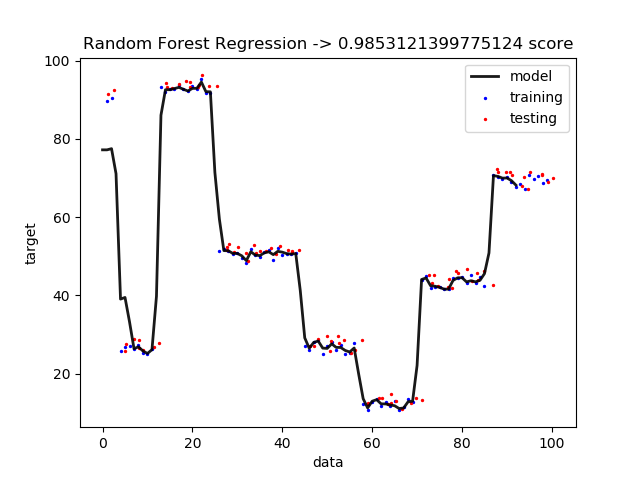 Random Forest Regression -> 0.9853121399775124 score
model
training
testing
100
80
60
40
20
target
0 20 40 60 80 100
data